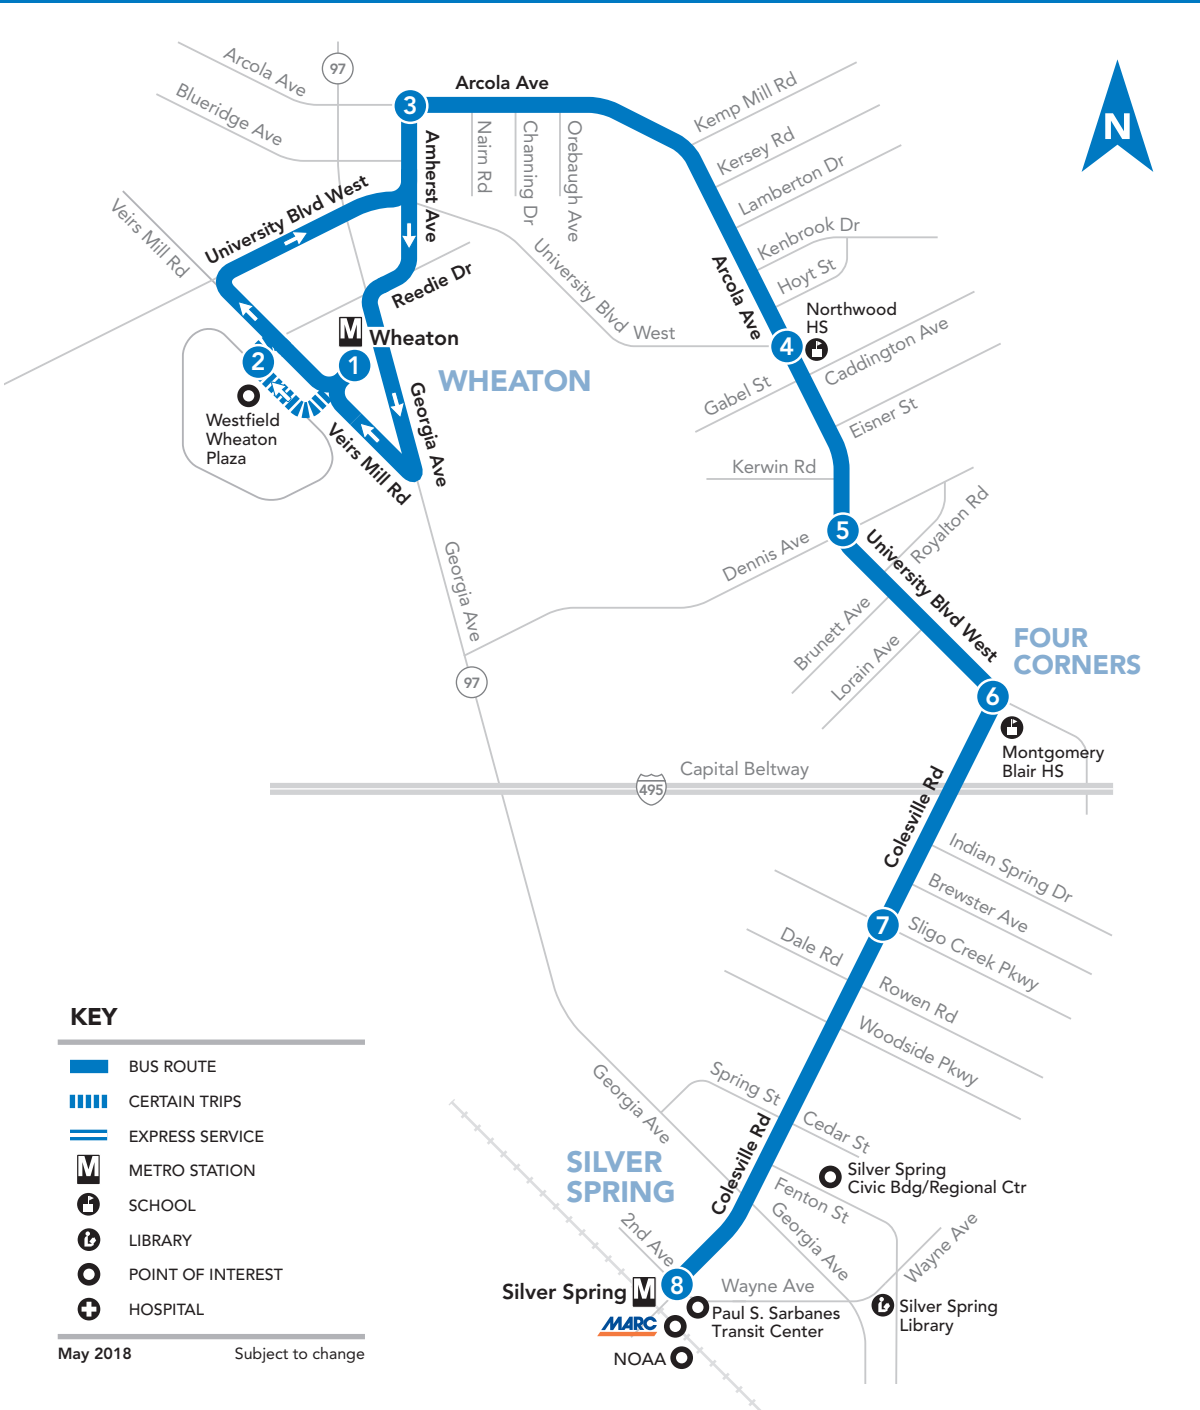 Arcola Ave
97
Arcola Ave
Blueridge Ave
3
Kemp Mill Rd
N
Kersey Rd
Nairn Rd
Channing Dr
Orebaugh Ave
Amherst Ave
Lamberton Dr
University Blvd West
Veirs Mill Rd
Kenbrook Dr
Reedie Dr
University Blvd
West
Hoyt St
Arcola Ave
Northwood
HS
4
M
Wheaton
2
1
WHEATON
Caddington Ave
Gabel St
Georgia Ave
Westfield
Wheaton
Plaza
Veirs Mill Rd
Eisner St
Kerwin Rd
5
Royalton Rd
Dennis Ave
University Blvd West
Georgia Ave
Brunett Ave
Lorain Ave
FOUR
CORNERS
97
6
Montgomery
Blair HS
Capital Beltway
495
Colesville Rd
Indian Spring Dr
Brewster Ave
7
Sligo Creek Pkwy
Dale Rd
Rowen Rd
Woodside Pkwy
Georgia Ave
Spring St
Cedar St
Colesville Rd
SILVER
SPRING
Silver Spring
Civic Bdg/Regional Ctr
Fenton St
Georgia Ave
2nd Ave
Wayne Ave
Silver Spring
M
8
Wayne Ave
Paul S. Sarbanes
Transit Center
Silver Spring
Library
MARC
NOAA
KEY
BUS ROUTE
CERTAIN TRIPS
EXPRESS SERVICE
M
METRO STATION
SCHOOL
LIBRARY
POINT OF INTEREST
HOSPITAL
May 2018
Subject to change